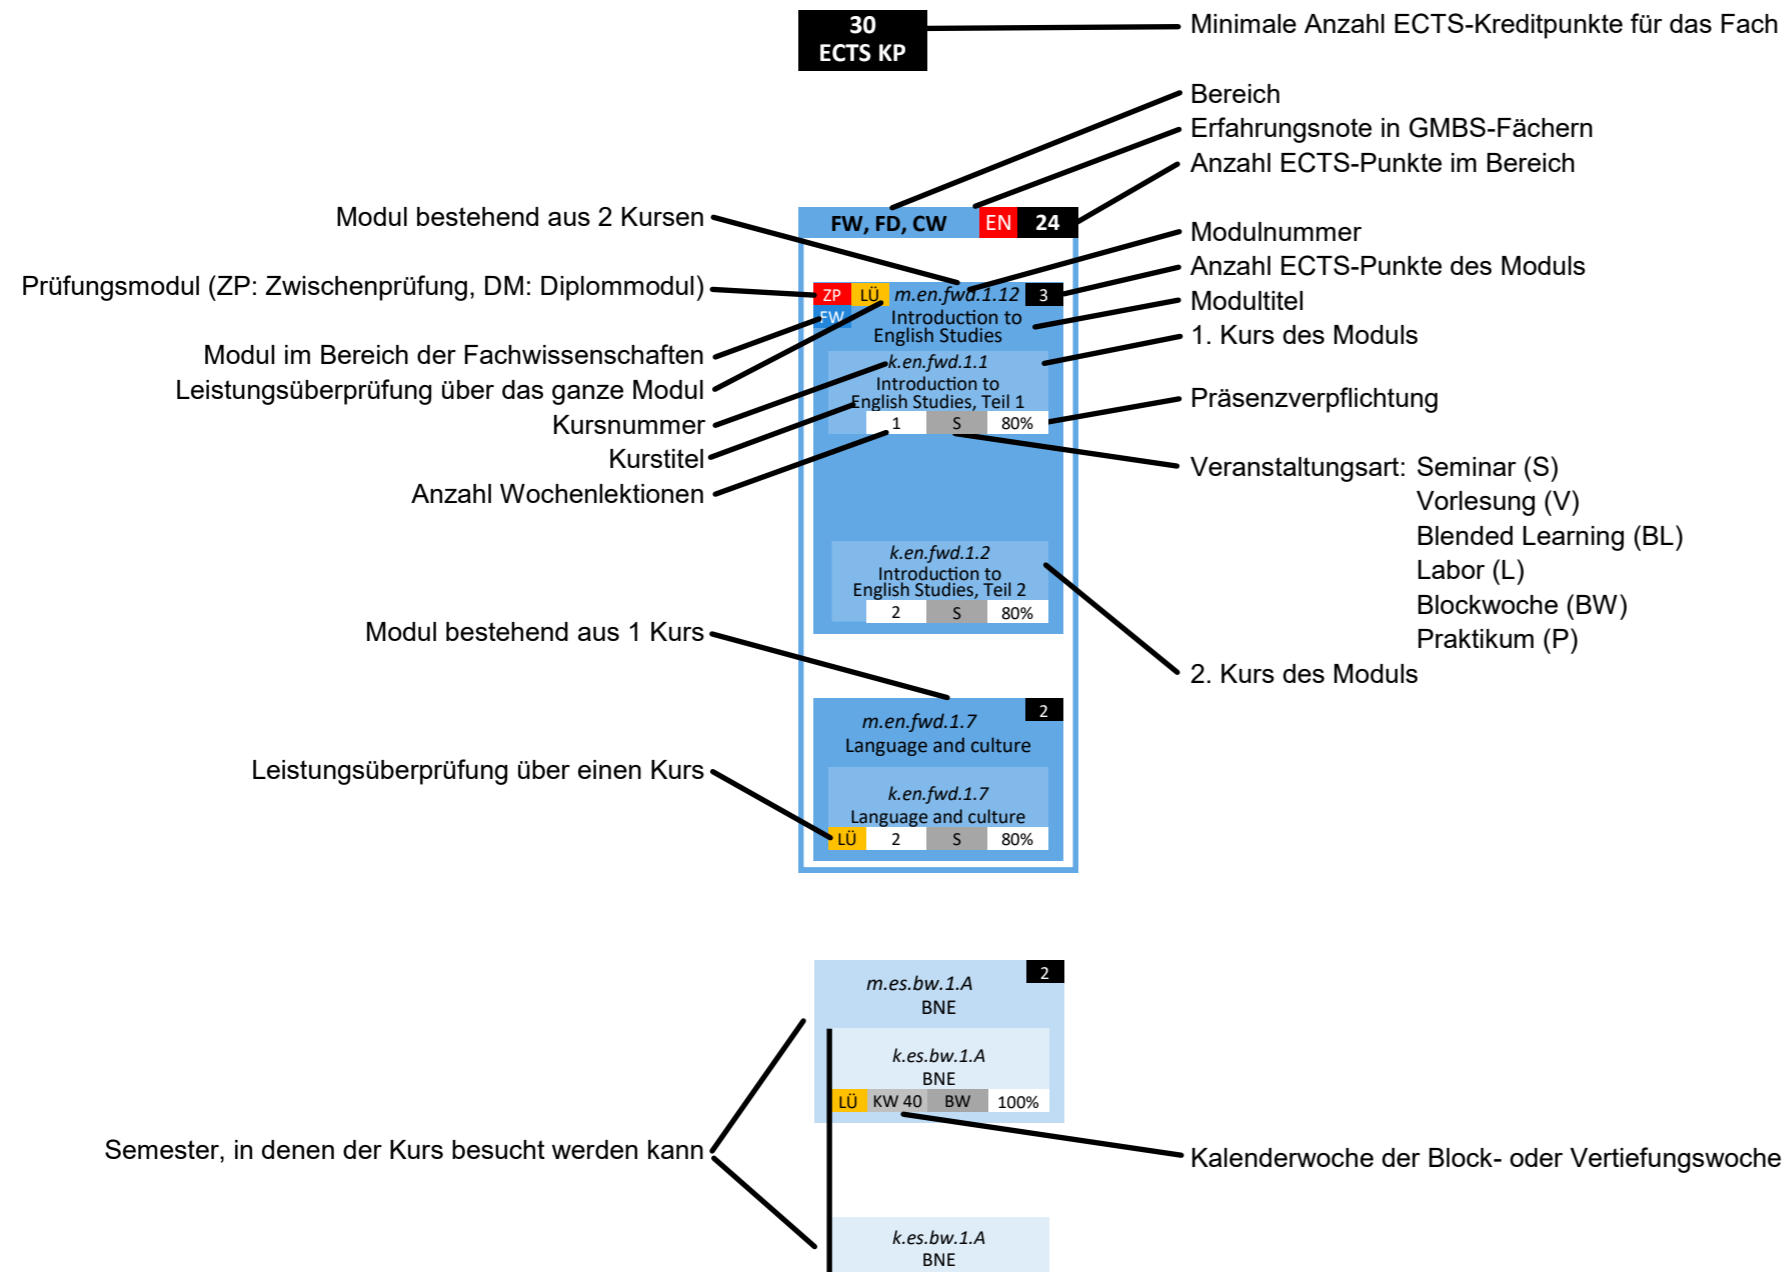 30
ECTS KP
Minimale Anzahl ECTS-Kreditpunkte für das Fach
Bereich
Erfahrungsnote in GMBS-Fächern
Anzahl ECTS-Punkte im Bereich
FW, FD, CW EN 24
Modul bestehend aus 2 Kursen
Modulnummer
Anzahl ECTS-Punkte des Moduls
Prüfungsmodul (ZP: Zwischenprüfung, DM: Diplommodul)
ZP LÜ m.en.fwd.1.12 3
Modultitel
FW Introduction to
English Studies
1. Kurs des Moduls
Modul im Bereich der Fachwissenschaften
k.en.fwd.1.1
Leistungsüberprüfung über das ganze Modul
Introduction to
English Studies, Teil 1
Präsenzverpflichtung
Kursnummer
1 S 80%
Kurstitel
Veranstaltungsart: Seminar (S)
Anzahl Wochenlektionen
Vorlesung (V)
Blended Learning (BL)
Labor (L)
Blockwoche (BW)
Praktikum (P)
k.en.fwd.1.2
Introduction to
English Studies, Teil 2
2 S 80%
Modul bestehend aus 1 Kurs
2. Kurs des Moduls
m.en.fwd.1.7 2
Language and culture
Leistungsüberprüfung über einen Kurs
k.en.fwd.1.7
Language and culture
LÜ 2 S 80%
m.es.bw.1.A 2
BNE
k.es.bw.1.A
BNE
LÜ KW 40 BW 100%
Semester, in denen der Kurs besucht werden kann
Kalenderwoche der Block- oder Vertiefungswoche
k.es.bw.1.A
BNE